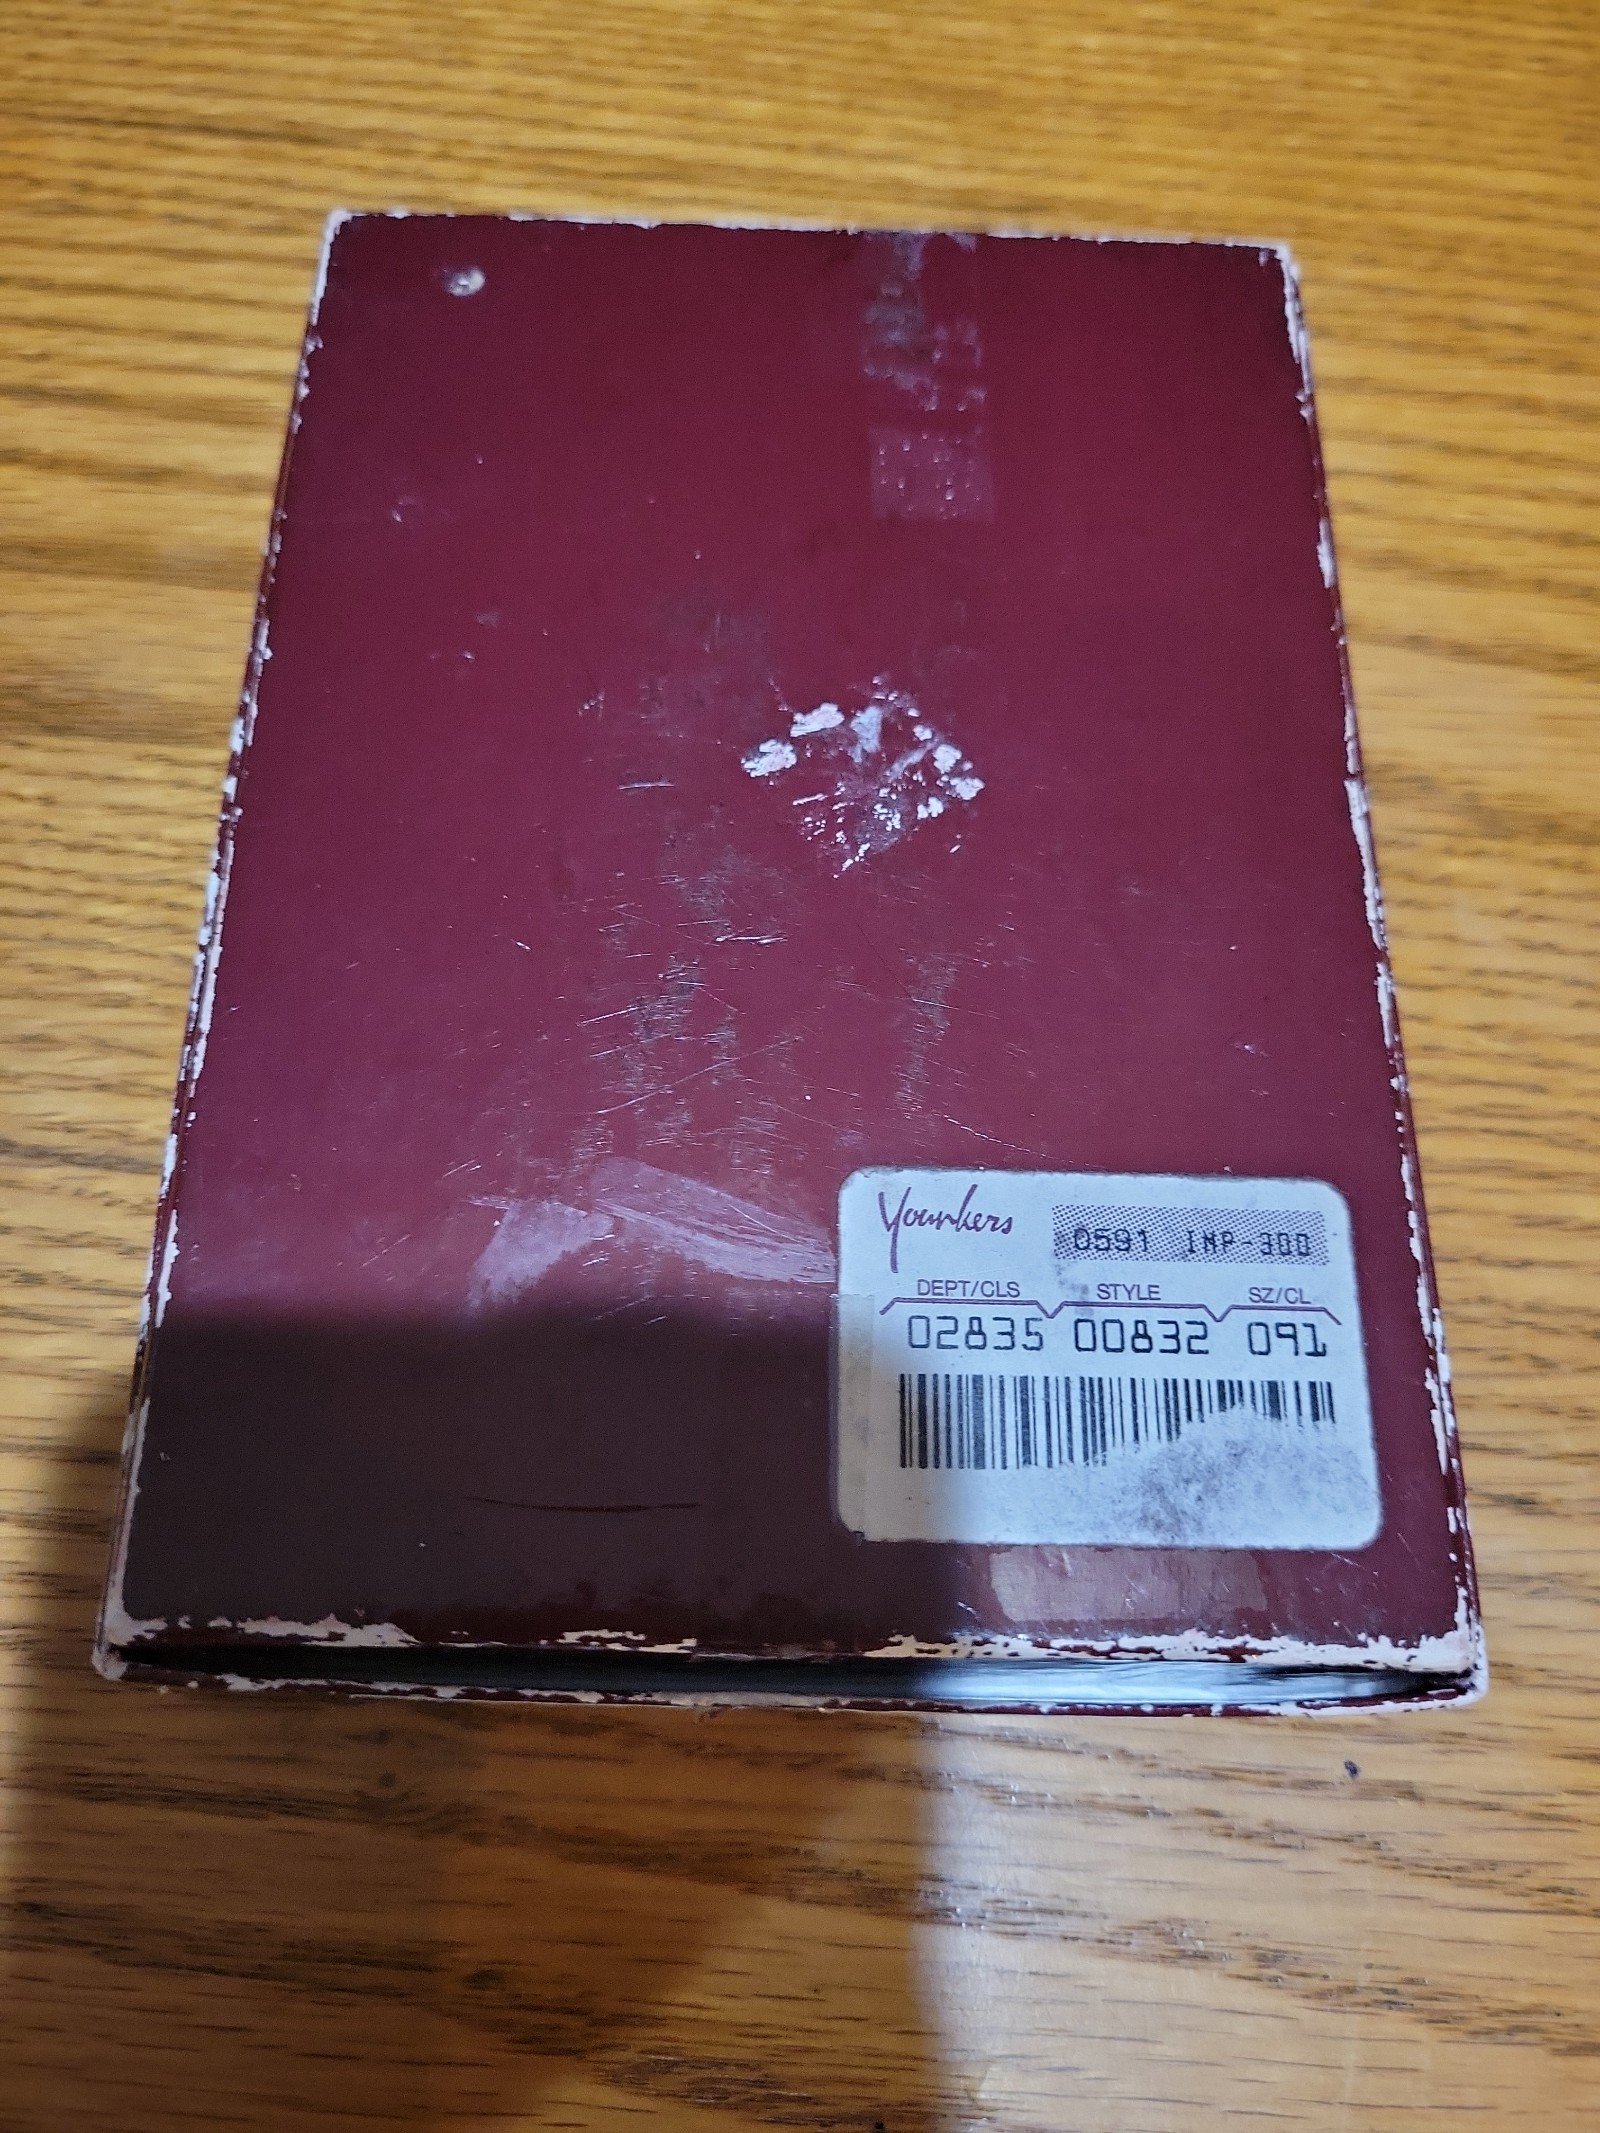 Younkers
0591 INP-300
DEPT/CLS STYLE SZ/CL
02835 00832 091